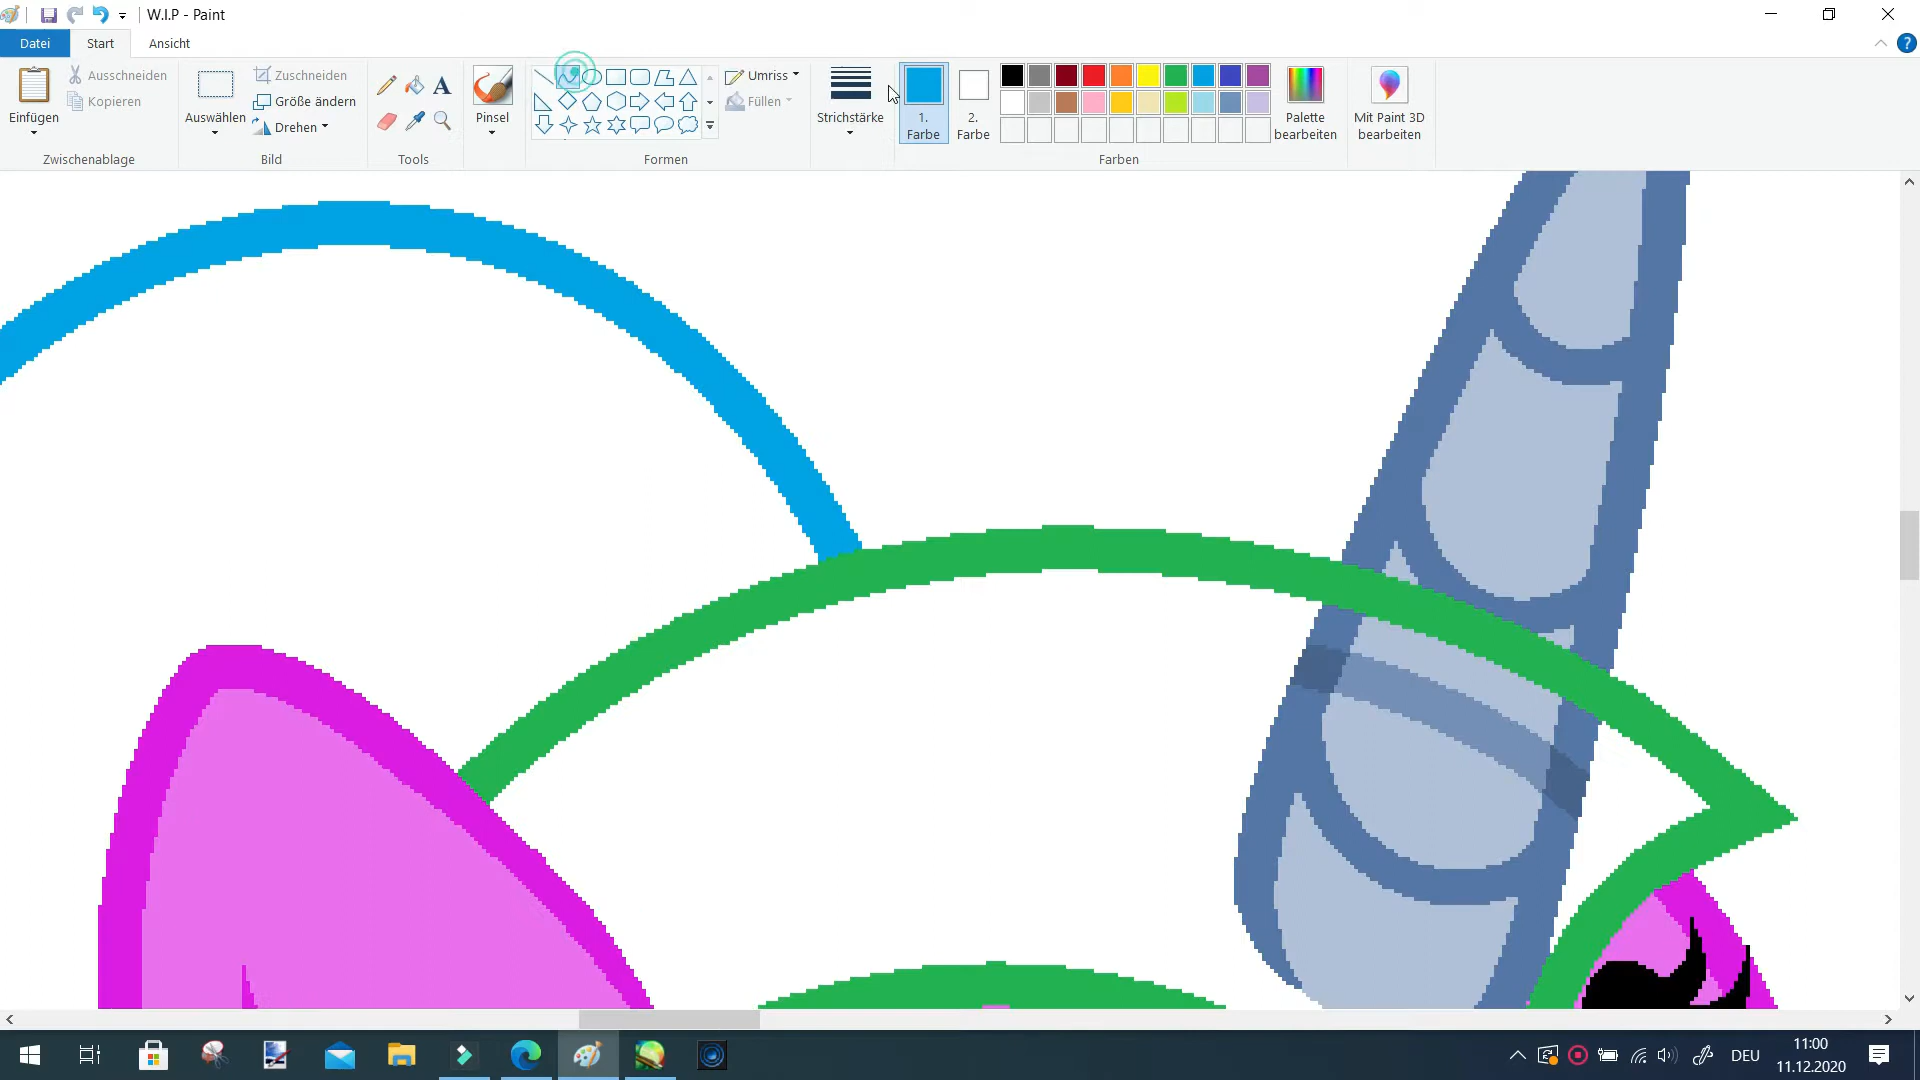 W.I.P - Paint
Datei Start Ansicht
Ausschneiden
Kopieren
Einfügen
Zwischenablage
Zuschneiden
Größe ändern
Drehen
Auswählen
Bild
Tools
Pinsel
Formen
Umriss
Füllen
Strichstärke
1.
Farbe
2.
Farbe
Palette
bearbeiten
Farben
Mit Paint 3D
bearbeiten
DEU
11:00
11.12.2020